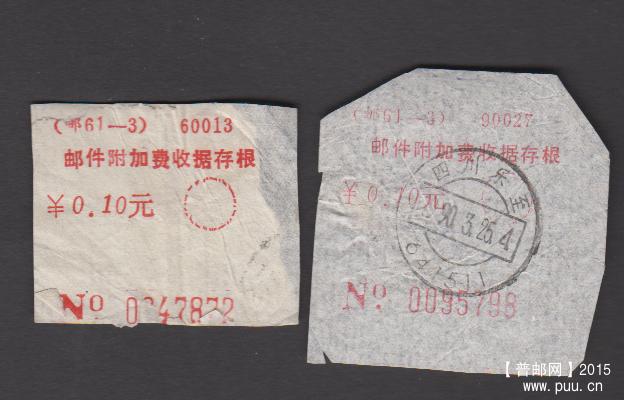 (邮61—3) 60013
邮件附加费收据存根
¥0.10元
No 0247872
(邮61—3) 90027
邮件附加费收据存根
¥0.10元
四川乐至
90.3.26.4
641511
No. 0095798
【普邮网】2015
www.puu.cn